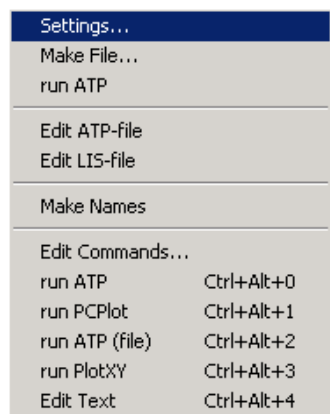 Settings...
Make File...
run ATP
Edit ATP-file
Edit LIS-file
Make Names
Edit Commands...
run ATP Ctrl+Alt+0
run PCPlot Ctrl+Alt+1
run ATP (file) Ctrl+Alt+2
run PlotXY Ctrl+Alt+3
Edit Text Ctrl+Alt+4